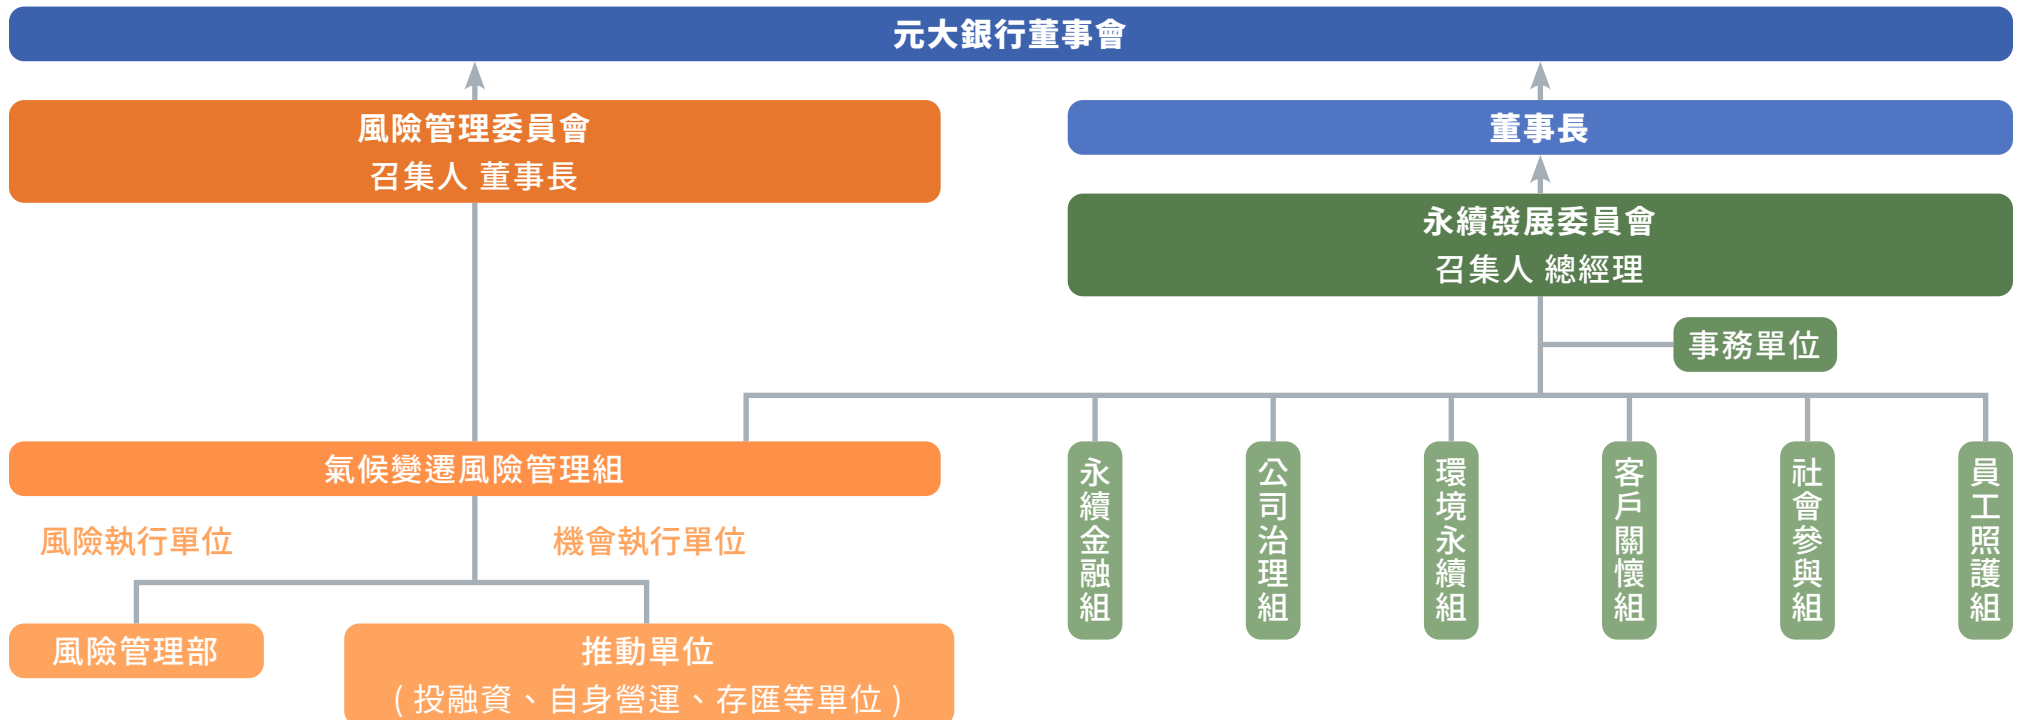 元大銀行董事會
風險管理委員會
召集人 董事長
董事長
永續發展委員會
召集人 總經理
事務單位
氣候變遷風險管理組
風險執行單位
機會執行單位
風險管理部
推動單位
(投融資、自身營運、存匯等單位)
永續金融組
公司治理組
環境永續組
客戶關懷組
社會參與組
員工照護組